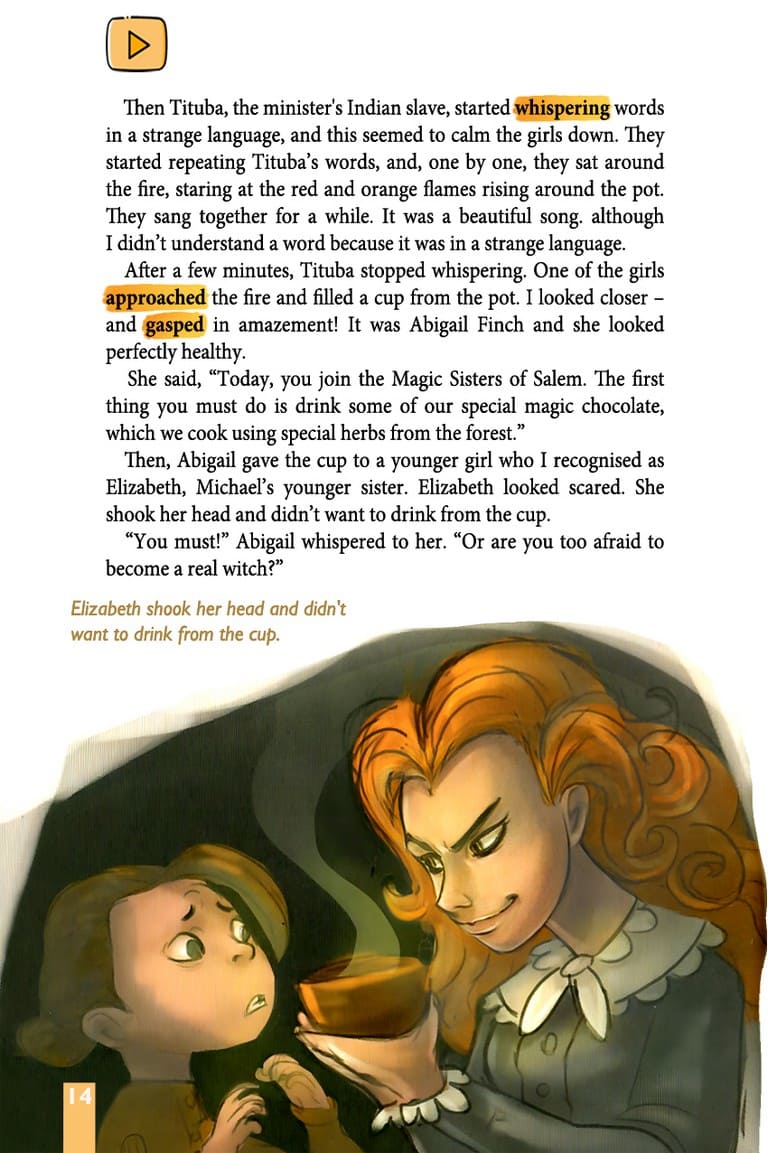 Then Tituba, the minister's Indian slave, started whispering words
in a strange language, and this seemed to calm the girls down. They
started repeating Tituba’s words, and, one by one, they sat around
the fire, staring at the red and orange flames rising around the pot.
They sang together for a while. It was a beautiful song. although
I didn’t understand a word because it was in a strange language.
After a few minutes, Tituba stopped whispering. One of the girls
approached the fire and filled a cup from the pot. I looked closer –
and gasped in amazement! It was Abigail Finch and she looked
perfectly healthy.
She said, “Today, you join the Magic Sisters of Salem. The first
thing you must do is drink some of our special magic chocolate,
which we cook using special herbs from the forest.”
Then, Abigail gave the cup to a younger girl who I recognised as
Elizabeth, Michael’s younger sister. Elizabeth looked scared. She
shook her head and didn’t want to drink from the cup.
“You must!” Abigail whispered to her. “Or are you too afraid to
become a real witch?”
Elizabeth shook her head and didn't
want to drink from the cup.
14